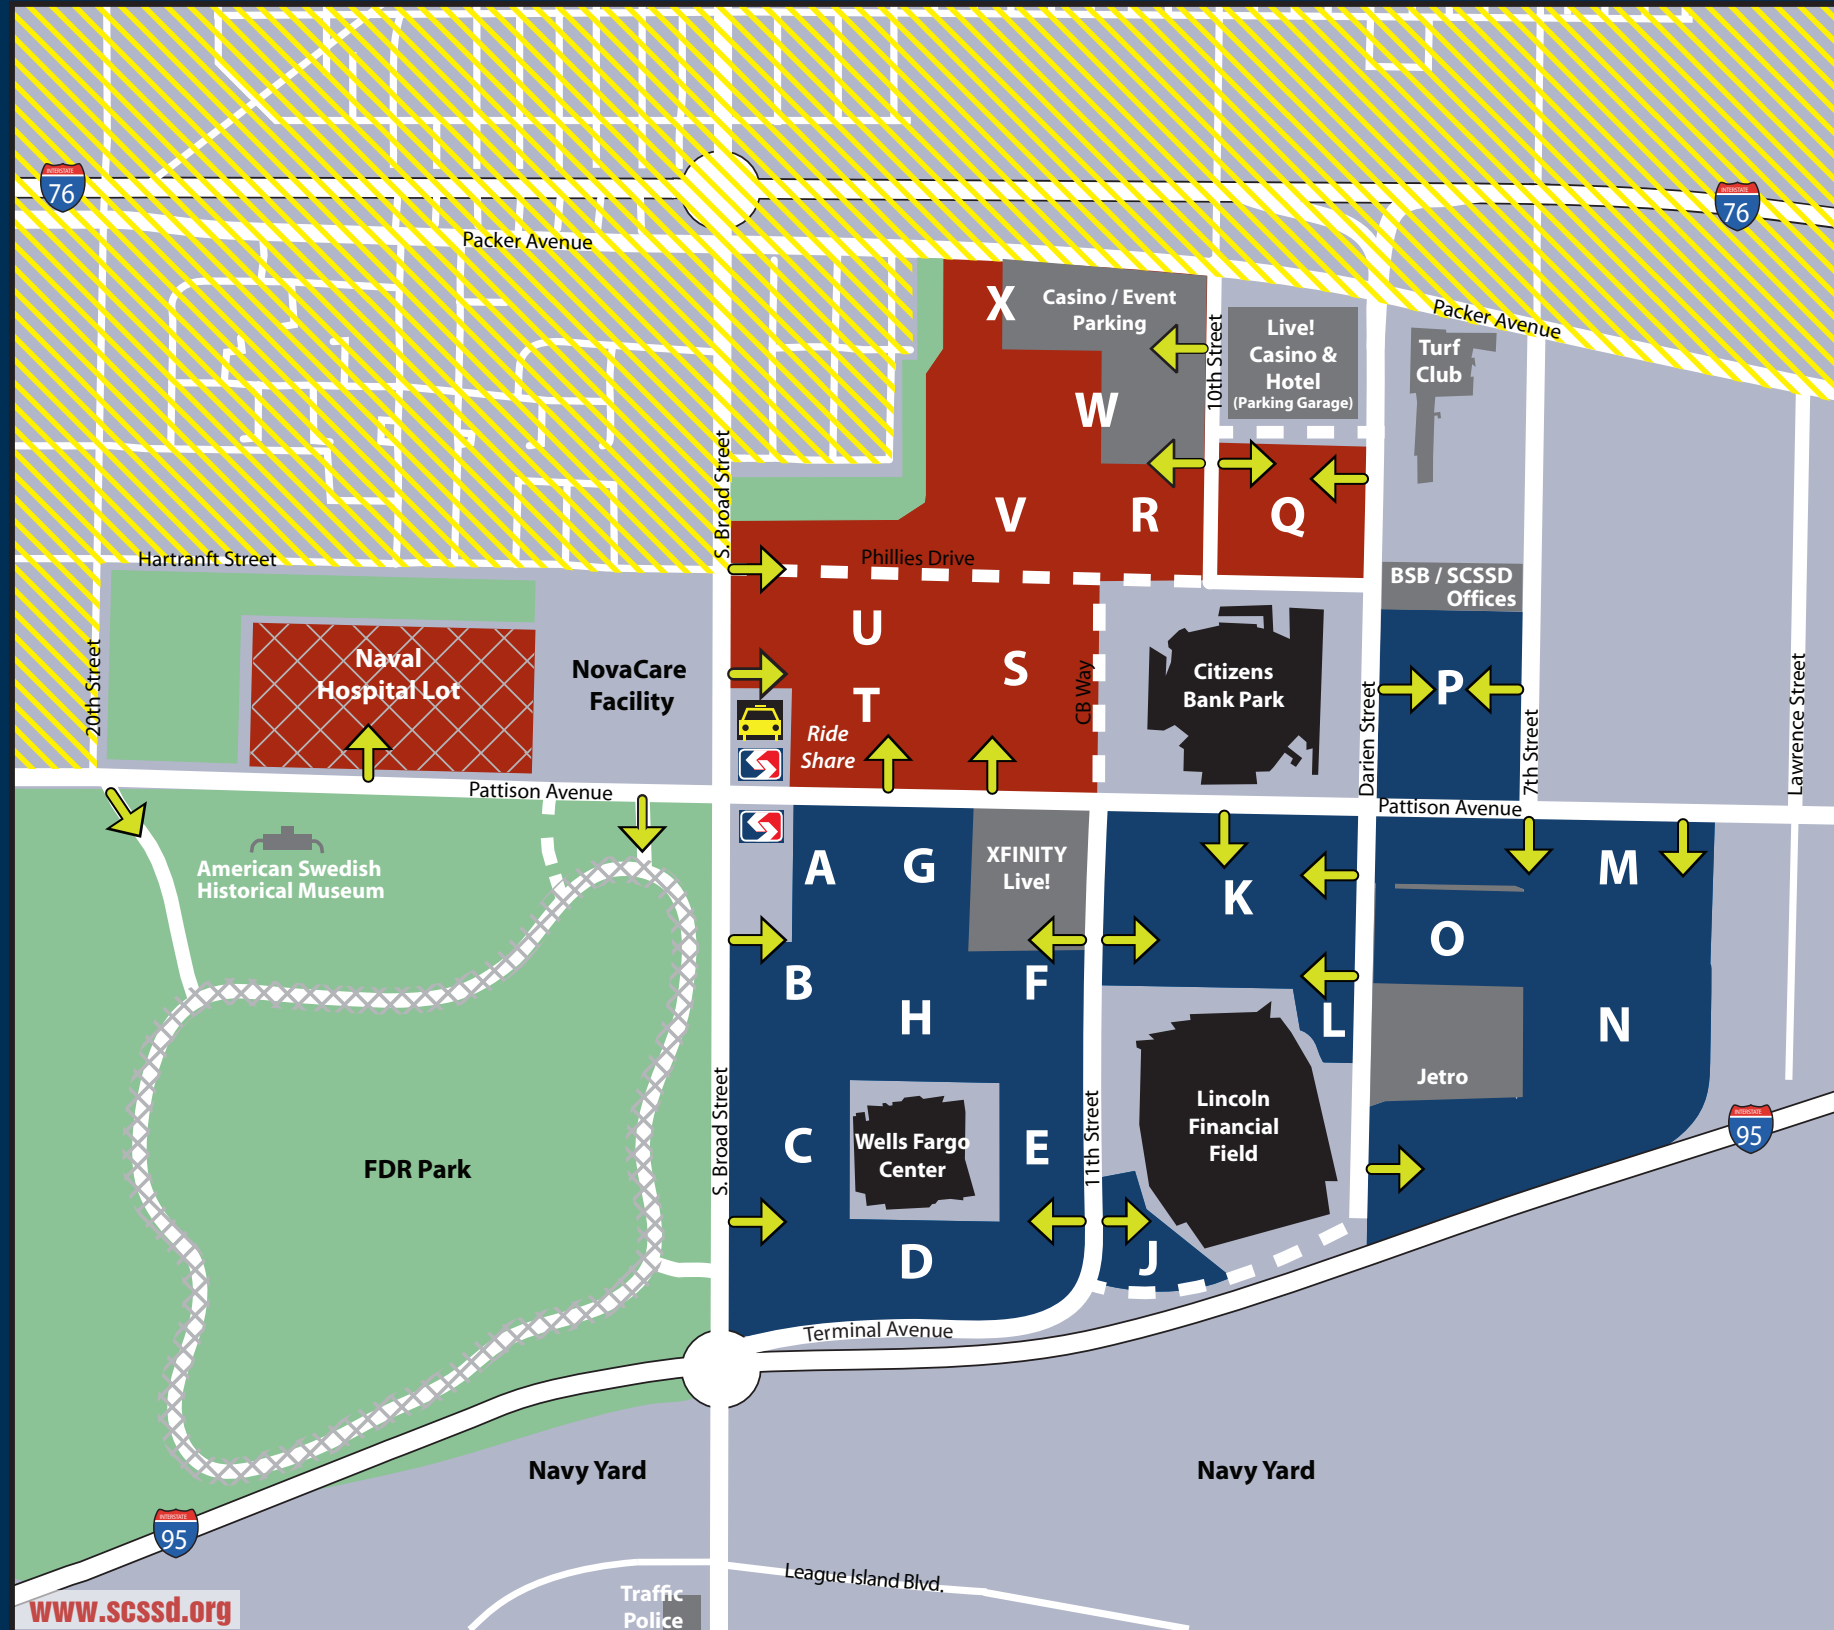 INTERSTATE
76
INTERSTATE
76
Packer Avenue
X
Casino / Event
Parking
10th Street
Live!
Casino &
Hotel
(Parking Garage)
Packer Avenue
Turf
Club
W
S. Broad Street
V
R
Q
Hartranft Street
Phillies Drive
BSB / SCSSD
Offices
20th Street
Naval
Hospital Lot
NovaCare
Facility
U
T
S
Ride
Share
CB Way
Citizens
Bank Park
Darien Street
P
7th Street
Lawrence Street
Pattison Avenue
Pattison Avenue
American Swedish
Historical Museum
A
G
XFINITY
Live!
K
M
O
B
F
H
L
N
Jetro
S. Broad Street
C
Wells Fargo
Center
E
11th Street
Lincoln
Financial
Field
INTERSTATE
95
FDR Park
D
J
Terminal Avenue
Navy Yard
Navy Yard
INTERSTATE
95
League Island Blvd.
Traffic
Police
www.scssd.org